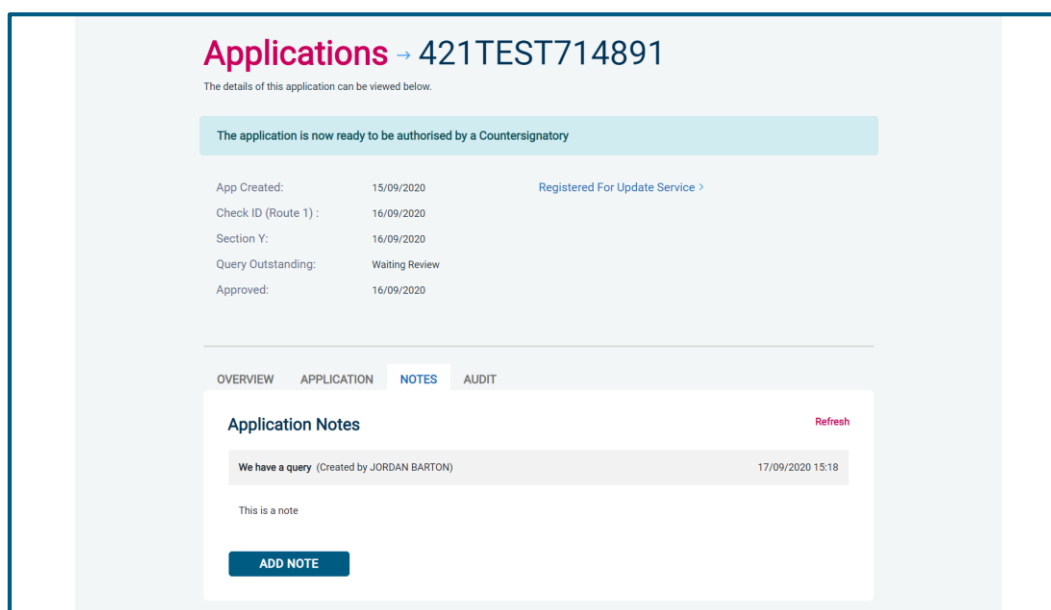 Applications → 421TEST714891
The details of this application can be viewed below.
The application is now ready to be authorised by a Countersignatory
App Created: 15/09/2020 Registered For Update Service >
Check ID (Route 1) : 16/09/2020
Section Y: 16/09/2020
Query Outstanding: Waiting Review
Approved: 16/09/2020
OVERVIEW APPLICATION NOTES AUDIT
Application Notes Refresh
We have a query (Created by JORDAN BARTON) 17/09/2020 15:18
This is a note
ADD NOTE